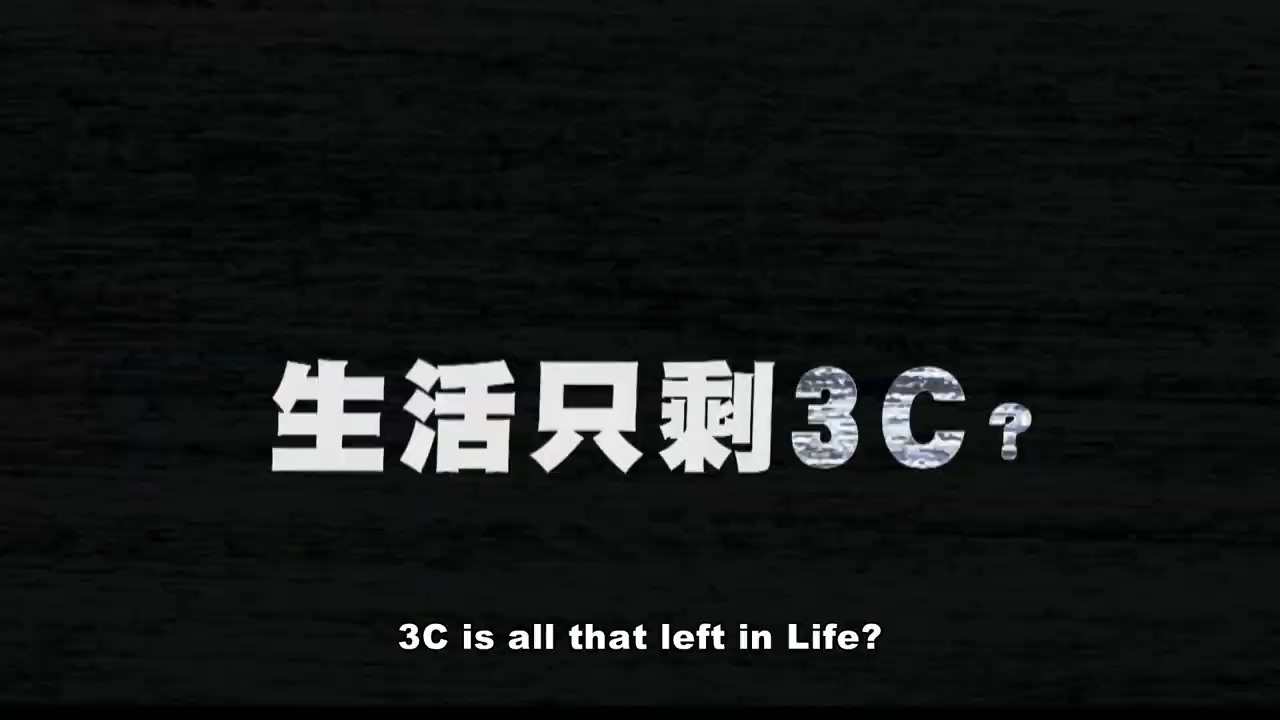 生活只剩3C?
3C is all that left in Life?